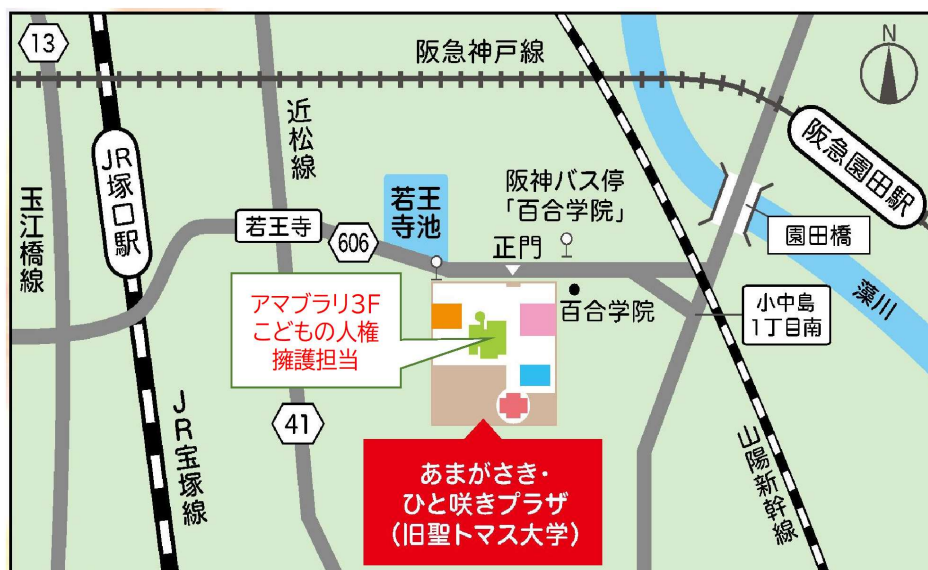 13
阪急神戸線
N
近松線
JR塚口駅
阪急園田駅
玉江橋線
若王寺池
阪神バス停
「百合学院」
若王寺
606
正門
園田橋
アマブラリ3F
こどもの人権
擁護担当
百合学院
小中島
1丁目南
藻川
41
JR宝塚線
山陽新幹線
あまがさき・
ひと咲きプラザ
(旧聖トマス大学)